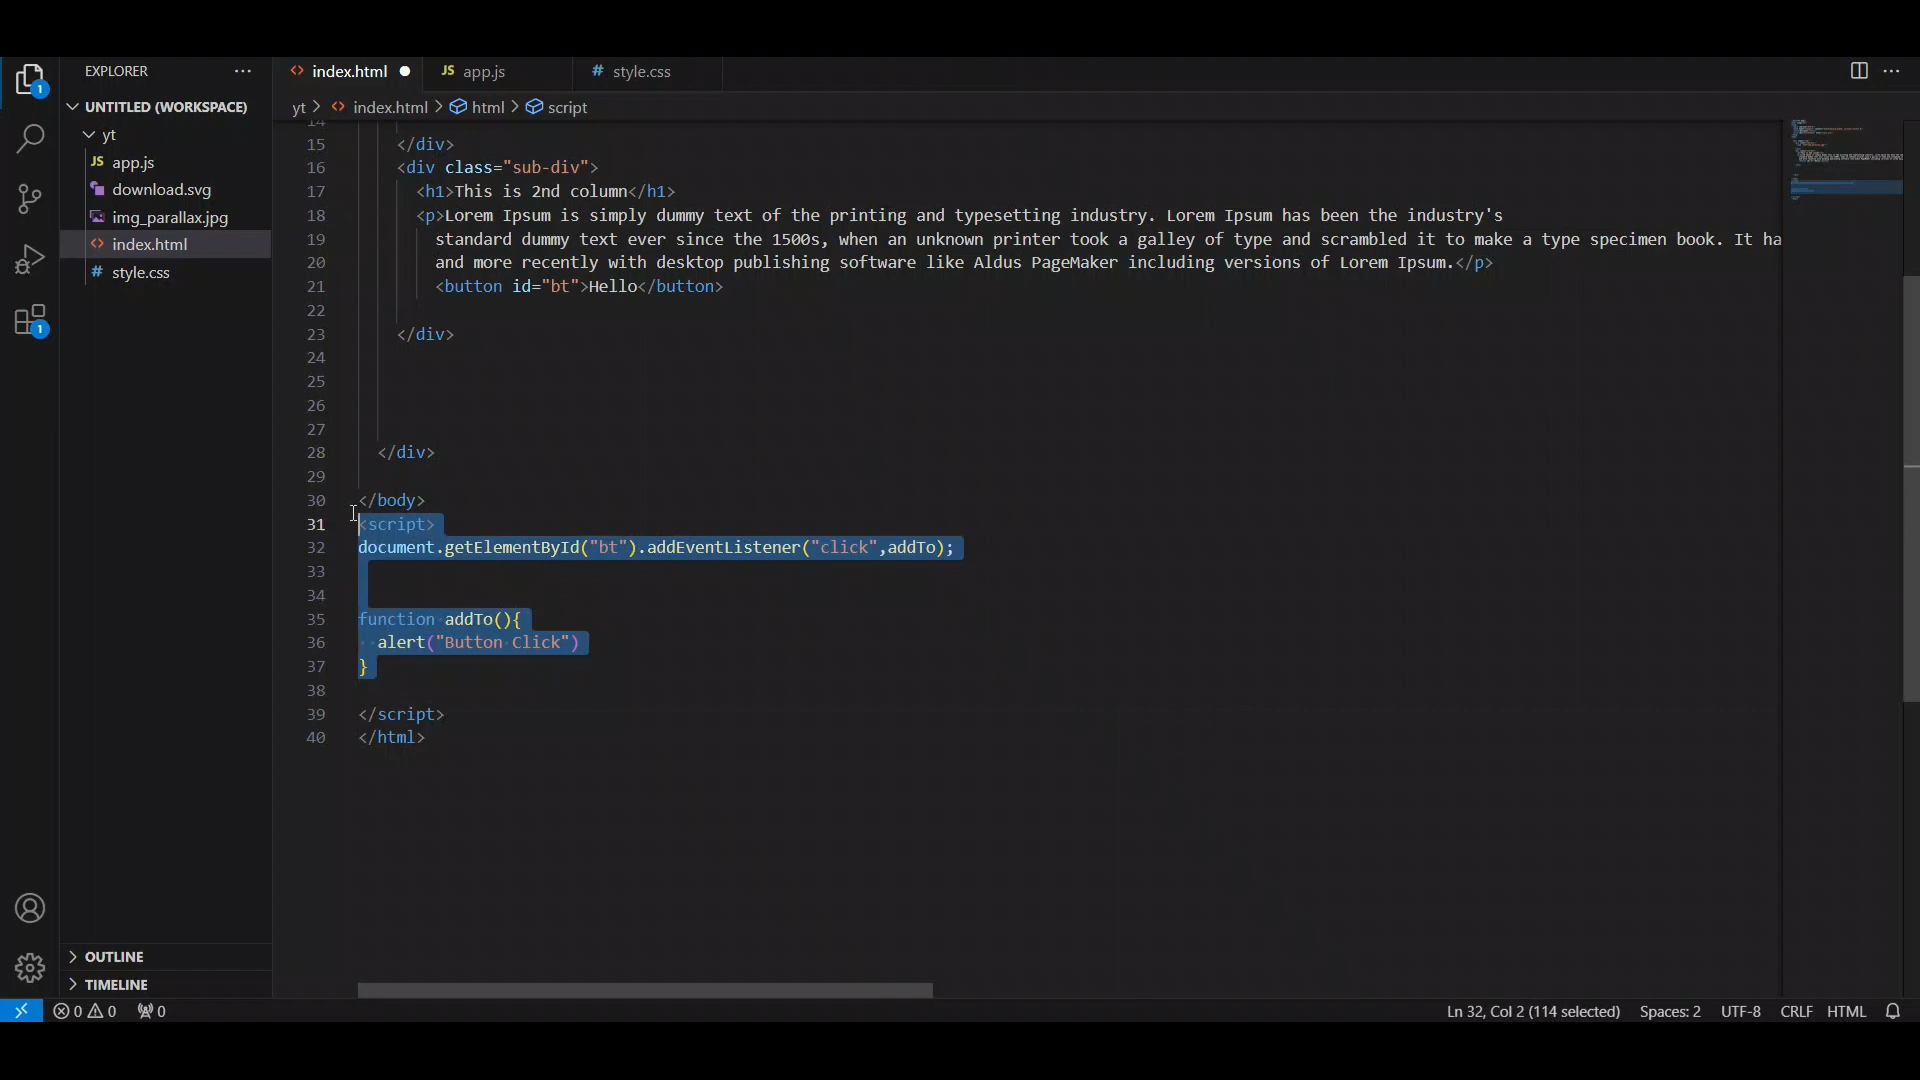 EXPLORER
index.html
JS app.js
# style.css
1
UNTITLED (WORKSPACE)
yt > index.html > html > script
yt
JS app.js
download.svg
img_parallax.jpg
index.html
# style.css
1
15 </div>
16 <div class="sub-div">
17 <h1>This is 2nd column</h1>
18 <p>Lorem Ipsum is simply dummy text of the printing and typesetting industry. Lorem Ipsum has been the industry's
19 standard dummy text ever since the 1500s, when an unknown printer took a galley of type and scrambled it to make a type specimen book. It ha
20 and more recently with desktop publishing software like Aldus PageMaker including versions of Lorem Ipsum.</p>
21 <button id="bt">Hello</button>
22
23 </div>
24
25
26
27
28 </div>
29
30 </body>
31 <script>
32 document.getElementById("bt").addEventListener("click",addTo);
33
34
35 function addTo(){
36 alert("Button Click")
37 }
38
39 </script>
40 </html>
OUTLINE
TIMELINE
0 0 0
Ln 32, Col 2 (114 selected) Spaces: 2 UTF-8 CRLF HTML